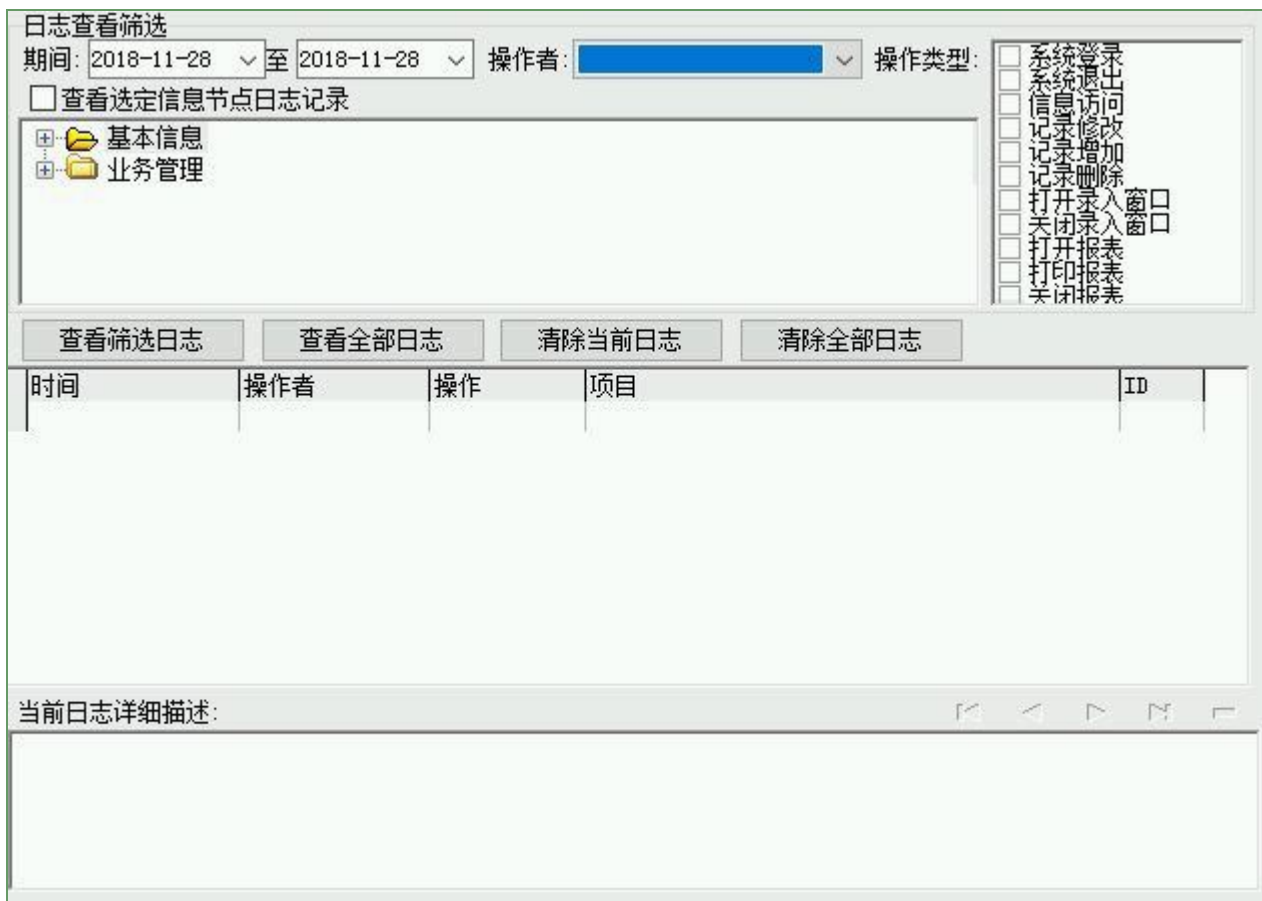 日志查看筛选
期间: 2018-11-28 至 2018-11-28 操作者: 操作类型:
系统登录
系统退出
信息访问
记录修改
记录增加
记录删除
打开录入窗口
关闭录入窗口
打开报表
打印报表
关闭报表
查看选定信息节点日志记录
基本信息
业务管理
查看筛选日志 查看全部日志 清除当前日志 清除全部日志
时间 操作者 操作 项目 ID
当前日志详细描述: